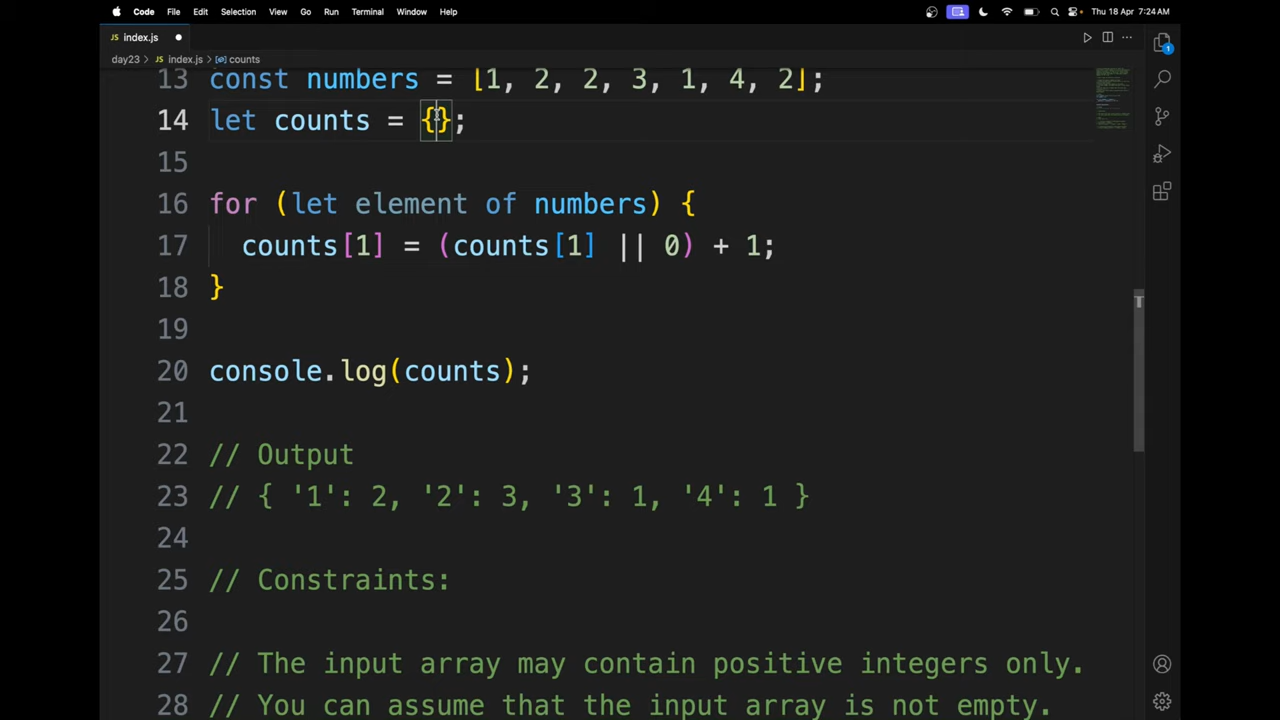 Code File Edit Selection View Go Run Terminal Window Help Thu 18 Apr 7:24 AM
JS index.js
day23 > JS index.js > counts
13 const numbers = [1, 2, 2, 3, 1, 4, 2];
14 let counts = {};
15
16 for (let element of numbers) {
17 counts[1] = (counts[1] || 0) + 1;
18 }
19
20 console.log(counts);
21
22 // Output
23 // { '1': 2, '2': 3, '3': 1, '4': 1 }
24
25 // Constraints:
26
27 // The input array may contain positive integers only.
28 // You can assume that the input array is not empty.
1